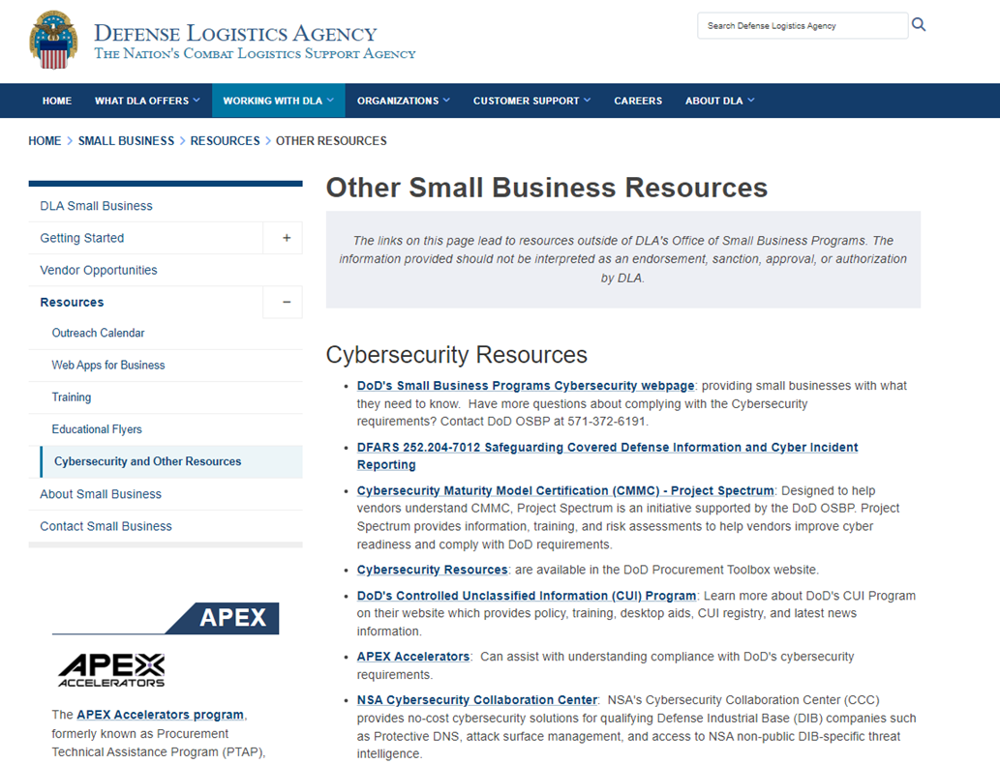 DEFENSE LOGISTICS AGENCY
THE NATION'S COMBAT LOGISTICS SUPPORT AGENCY
Search Defense Logistics Agency
HOME WHAT DLA OFFERS WORKING WITH DLA ORGANIZATIONS CUSTOMER SUPPORT CAREERS ABOUT DLA
HOME > SMALL BUSINESS > RESOURCES > OTHER RESOURCES
DLA Small Business
Getting Started +
Vendor Opportunities
Resources −
Outreach Calendar
Web Apps for Business
Training
Educational Flyers
Cybersecurity and Other Resources
About Small Business
Contact Small Business
APEX
APEX
ACCELERATORS
The APEX Accelerators program,
formerly known as Procurement
Technical Assistance Program (PTAP),
Other Small Business Resources
The links on this page lead to resources outside of DLA's Office of Small Business Programs. The
information provided should not be interpreted as an endorsement, sanction, approval, or authorization
by DLA.
Cybersecurity Resources
• DoD's Small Business Programs Cybersecurity webpage: providing small businesses with what
they need to know. Have more questions about complying with the Cybersecurity
requirements? Contact DoD OSBP at 571-372-6191.
• DFARS 252.204-7012 Safeguarding Covered Defense Information and Cyber Incident
Reporting
• Cybersecurity Maturity Model Certification (CMMC) - Project Spectrum: Designed to help
vendors understand CMMC, Project Spectrum is an initiative supported by the DoD OSBP. Project
Spectrum provides information, training, and risk assessments to help vendors improve cyber
readiness and comply with DoD requirements.
• Cybersecurity Resources: are available in the DoD Procurement Toolbox website.
• DoD's Controlled Unclassified Information (CUI) Program: Learn more about DoD's CUI Program
on their website which provides policy, training, desktop aids, CUI registry, and latest news
information.
• APEX Accelerators: Can assist with understanding compliance with DoD's cybersecurity
requirements.
• NSA Cybersecurity Collaboration Center: NSA's Cybersecurity Collaboration Center (CCC)
provides no-cost cybersecurity solutions for qualifying Defense Industrial Base (DIB) companies such
as Protective DNS, attack surface management, and access to NSA non-public DIB-specific threat
intelligence.